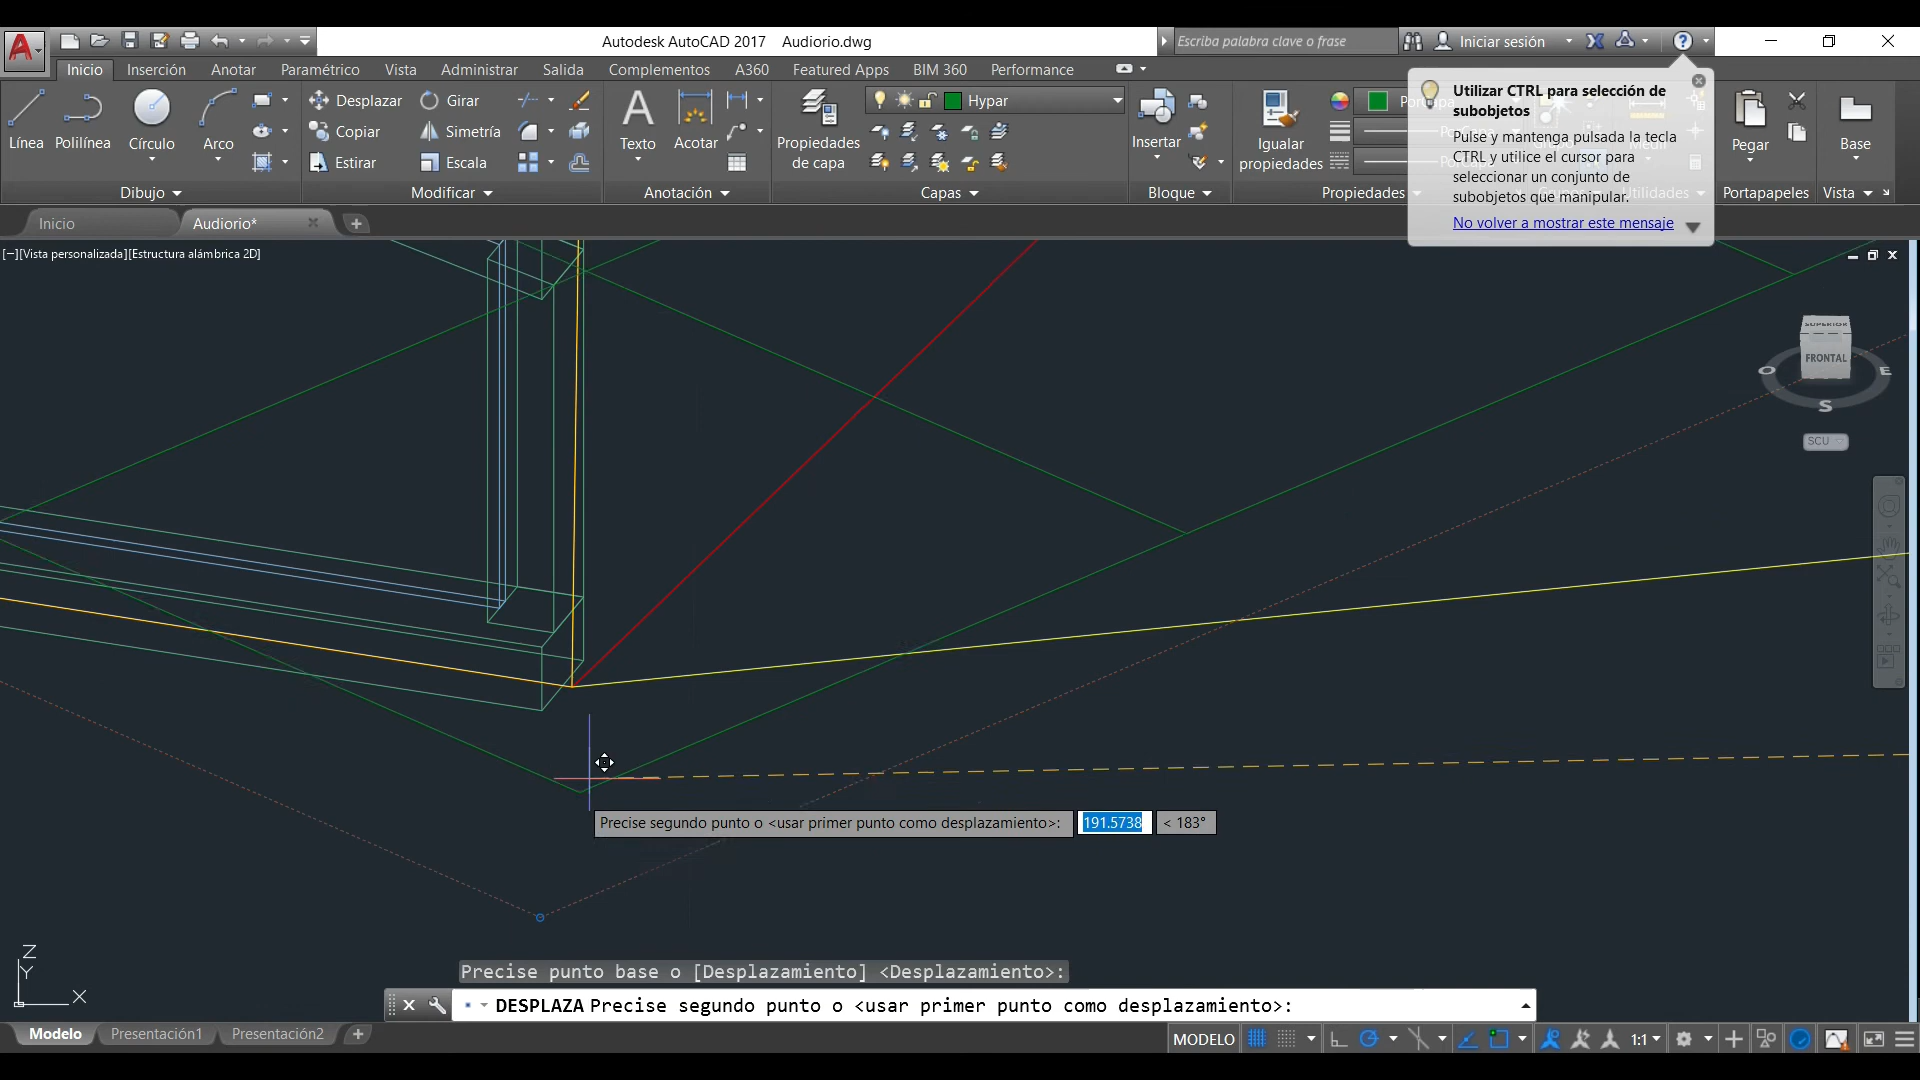 Autodesk AutoCAD 2017 Audiorio.dwg
Escriba palabra clave o frase
Iniciar sesión
Inicio Inserción Anotar Paramétrico Vista Administrar Salida Complementos A360 Featured Apps BIM 360 Performance
Línea
Polilínea
Círculo
Arco
Desplazar
Girar
Copiar
Simetría
Estirar
Escala
Texto
Acotar
Propiedades
de capa
Hypar
Insertar
Igualar
propiedades
Pegar
Base
Dibujo
Modificar
Anotación
Capas
Bloque
Propiedades
Utilidades
Portapapeles
Vista
Utilizar CTRL para selección de
subobjetos
Pulse y mantenga pulsada la tecla
CTRL y utilice el cursor para
seleccionar un conjunto de
subobjetos que manipular.
No volver a mostrar este mensaje
Inicio
Audiorio*
[−][Vista personalizada][Estructura alámbrica 2D]
SUPERIOR
FRONTAL
O
E
S
SCU
Precise segundo punto o <usar primer punto como desplazamiento>: 191.5738 < 183°
Z
Y
X
Precise punto base o [Desplazamiento] <Desplazamiento>:
DESPLAZA Precise segundo punto o <usar primer punto como desplazamiento>:
Modelo Presentación1 Presentación2
MODELO
1:1